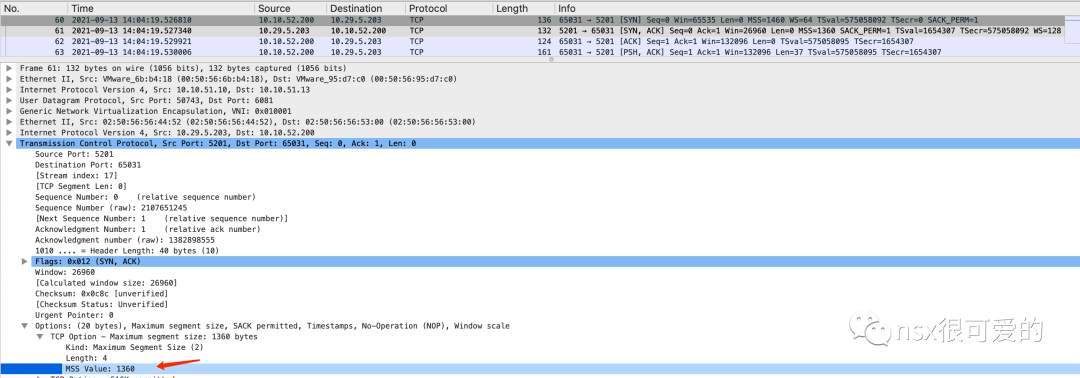 No. Time Source Destination Protocol Length Info
60 2021-09-13 14:04:19.526810 10.10.52.200 10.29.5.203 TCP 136 65031 → 5201 [SYN] Seq=0 Win=65535 Len=0 MSS=1460 WS=64 TSval=575058092 TSecr=0 SACK_PERM=1
61 2021-09-13 14:04:19.527340 10.29.5.203 10.10.52.200 TCP 132 5201 → 65031 [SYN, ACK] Seq=0 Ack=1 Win=26960 Len=0 MSS=1360 SACK_PERM=1 TSval=1654307 TSecr=575058092 WS=128
62 2021-09-13 14:04:19.529921 10.10.52.200 10.29.5.203 TCP 124 65031 → 5201 [ACK] Seq=1 Ack=1 Win=132096 Len=0 TSval=575058095 TSecr=1654307
63 2021-09-13 14:04:19.530006 10.10.52.200 10.29.5.203 TCP 161 65031 → 5201 [PSH, ACK] Seq=1 Ack=1 Win=132096 Len=37 TSval=575058095 TSecr=1654307
Frame 61: 132 bytes on wire (1056 bits), 132 bytes captured (1056 bits)
Ethernet II, Src: VMware_6b:b4:18 (00:50:56:6b:b4:18), Dst: VMware_95:d7:c0 (00:50:56:95:d7:c0)
Internet Protocol Version 4, Src: 10.10.51.10, Dst: 10.10.51.13
User Datagram Protocol, Src Port: 50743, Dst Port: 6081
Generic Network Virtualization Encapsulation, VNI: 0x010001
Ethernet II, Src: 02:50:56:56:44:52 (02:50:56:56:44:52), Dst: 02:50:56:56:53:00 (02:50:56:56:53:00)
Internet Protocol Version 4, Src: 10.29.5.203, Dst: 10.10.52.200
Transmission Control Protocol, Src Port: 5201, Dst Port: 65031, Seq: 0, Ack: 1, Len: 0
Source Port: 5201
Destination Port: 65031
[Stream index: 17]
[TCP Segment Len: 0]
Sequence Number: 0 (relative sequence number)
Sequence Number (raw): 2107651245
[Next Sequence Number: 1 (relative sequence number)]
Acknowledgment Number: 1 (relative ack number)
Acknowledgment number (raw): 1382898555
1010 .... = Header Length: 40 bytes (10)
Flags: 0x012 (SYN, ACK)
Window: 26960
[Calculated window size: 26960]
Checksum: 0x0c8c [unverified]
[Checksum Status: Unverified]
Urgent Pointer: 0
Options: (20 bytes), Maximum segment size, SACK permitted, Timestamps, No-Operation (NOP), Window scale
TCP Option - Maximum segment size: 1360 bytes
Kind: Maximum Segment Size (2)
Length: 4
MSS Value: 1360
nsx很可爱的